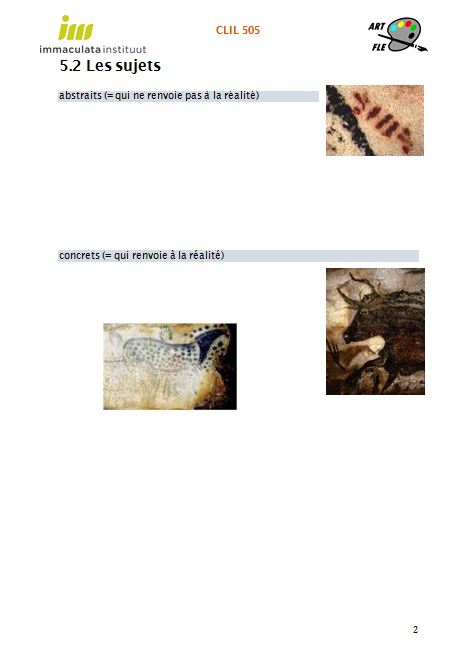 im
immaculata instituut
CLIL 505
ART
FLE
5.2 Les sujets
abstraits (= qui ne renvoie pas à la réalité)
concrets (= qui renvoie à la réalité)
2